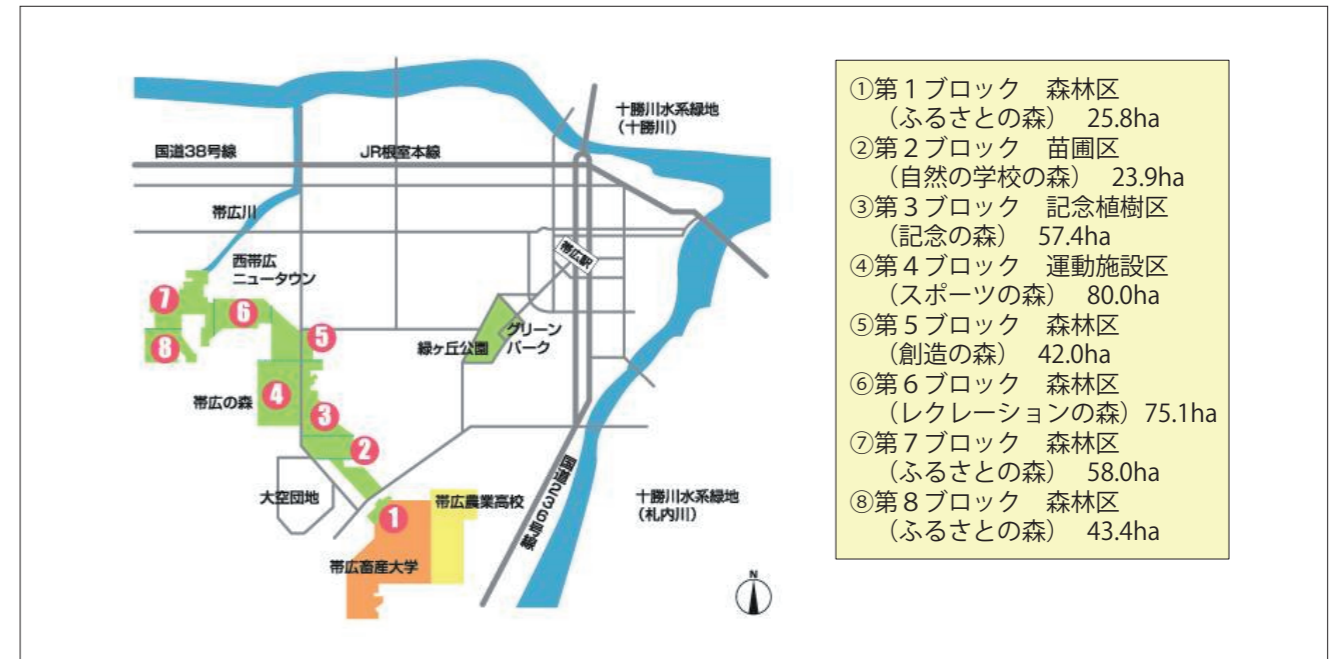 十勝川水系緑地
（十勝川）
国道38号線
JR根室本線
帯広川
帯広駅
西帯広
ニュータウン
7
6
8
5
緑ヶ丘公園
グリーン
パーク
4
帯広の森
3
2
大空団地
国道236号線
帯広農業高校
十勝川水系緑地
（札内川）
1
帯広畜産大学
N
①第１ブロック　森林区
（ふるさとの森）　25.8ha
②第２ブロック　苗圃区
（自然の学校の森）　23.9ha
③第３ブロック　記念植樹区
（記念の森）　57.4ha
④第４ブロック　運動施設区
（スポーツの森）　80.0ha
⑤第５ブロック　森林区
（創造の森）　42.0ha
⑥第６ブロック　森林区
（レクレーションの森）75.1ha
⑦第７ブロック　森林区
（ふるさとの森）　58.0ha
⑧第８ブロック　森林区
（ふるさとの森）　43.4ha